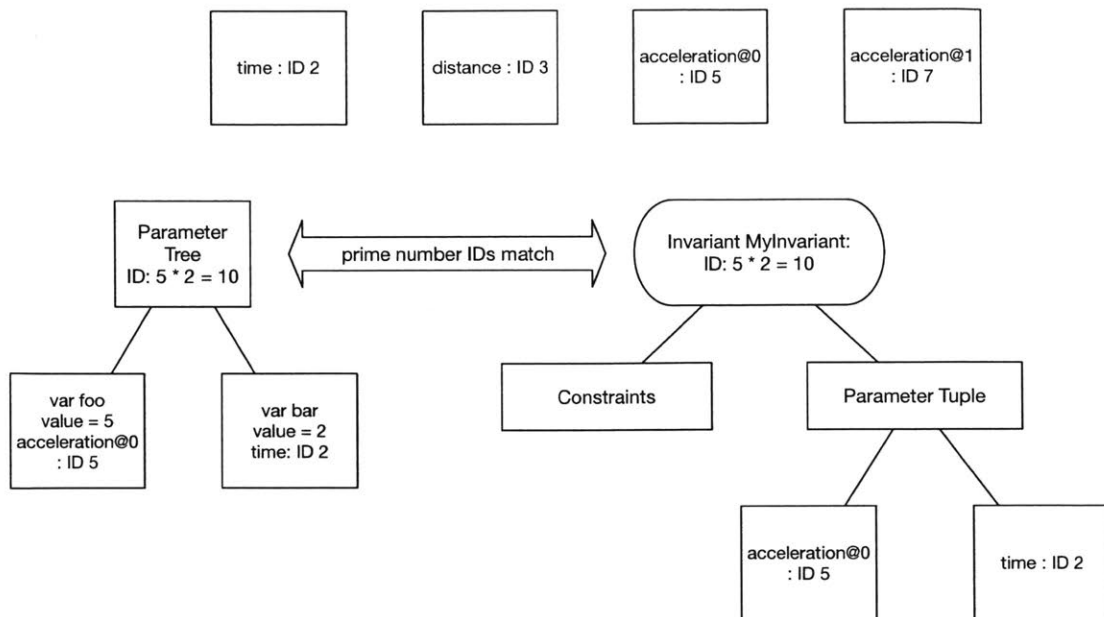 time : ID 2
distance : ID 3
acceleration@0
: ID 5
acceleration@1
: ID 7
Parameter
Tree
ID: 5 * 2 = 10
prime number IDs match
Invariant MyInvariant:
ID: 5 * 2 = 10
var foo
value = 5
acceleration@0
: ID 5
var bar
value = 2
time: ID 2
Constraints
Parameter Tuple
acceleration@0
: ID 5
time : ID 2